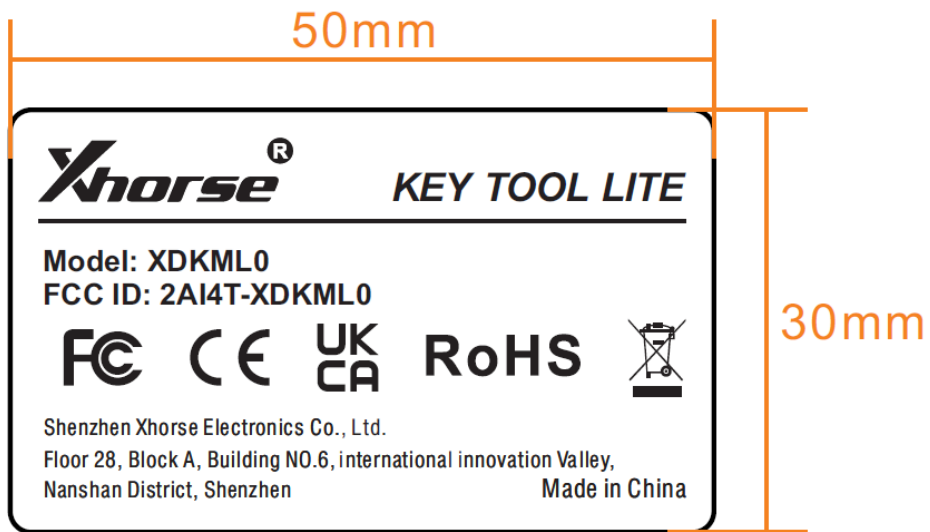 50mm
Xhorse® KEY TOOL LITE
Model: XDKML0
FCC ID: 2AI4T-XDKML0
FC CE UK CA RoHS
30mm
Shenzhen Xhorse Electronics Co., Ltd.
Floor 28, Block A, Building NO.6, international innovation Valley,
Nanshan District, Shenzhen Made in China